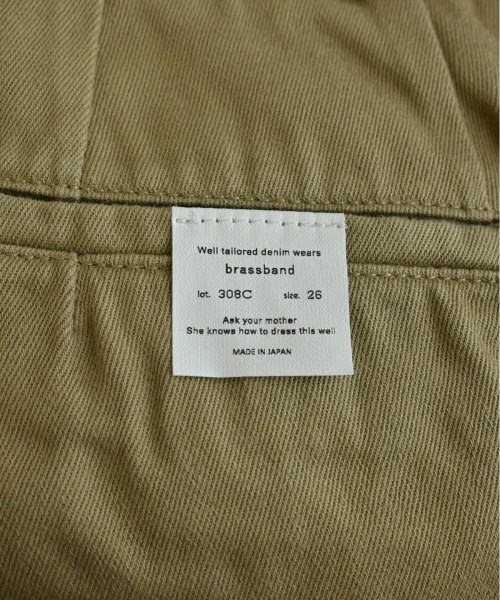 Well tailored denim wears
brassband
lot. 308C size. 26
Ask your mother
She knows how to dress this well
MADE IN JAPAN